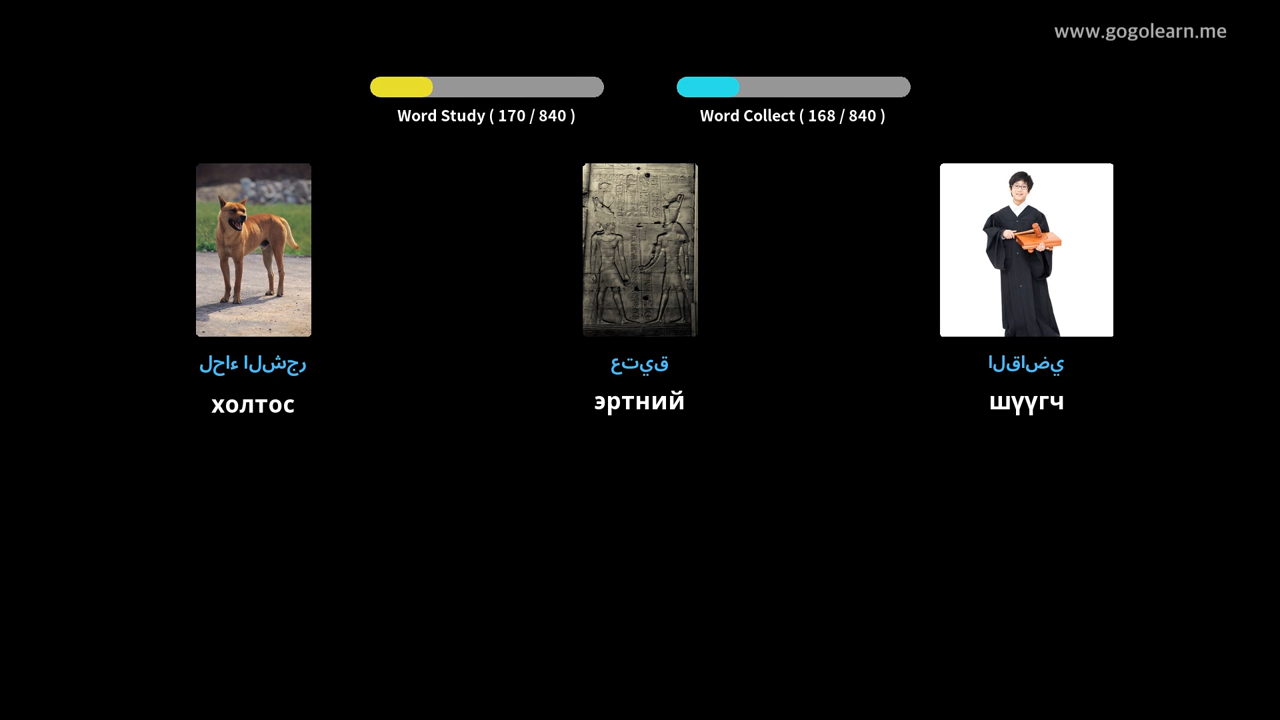 www.gogolearn.me
Word Study ( 170 / 840 )
Word Collect ( 168 / 840 )
لحاء الشجر
холтос
عتيق
эртний
القاضي
шүүгч